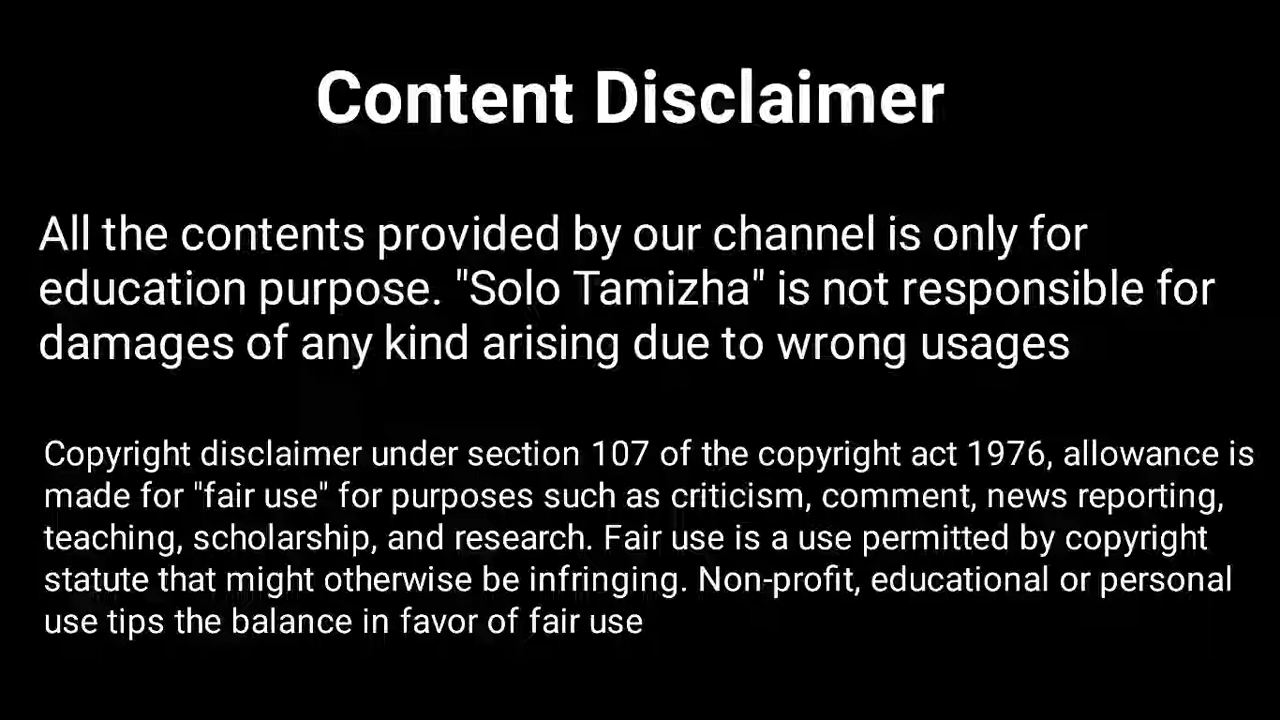 Content Disclaimer
All the contents provided by our channel is only for
education purpose. "Solo Tamizha" is not responsible for
damages of any kind arising due to wrong usages
Copyright disclaimer under section 107 of the copyright act 1976, allowance is
made for "fair use" for purposes such as criticism, comment, news reporting,
teaching, scholarship, and research. Fair use is a use permitted by copyright
statute that might otherwise be infringing. Non-profit, educational or personal
use tips the balance in favor of fair use